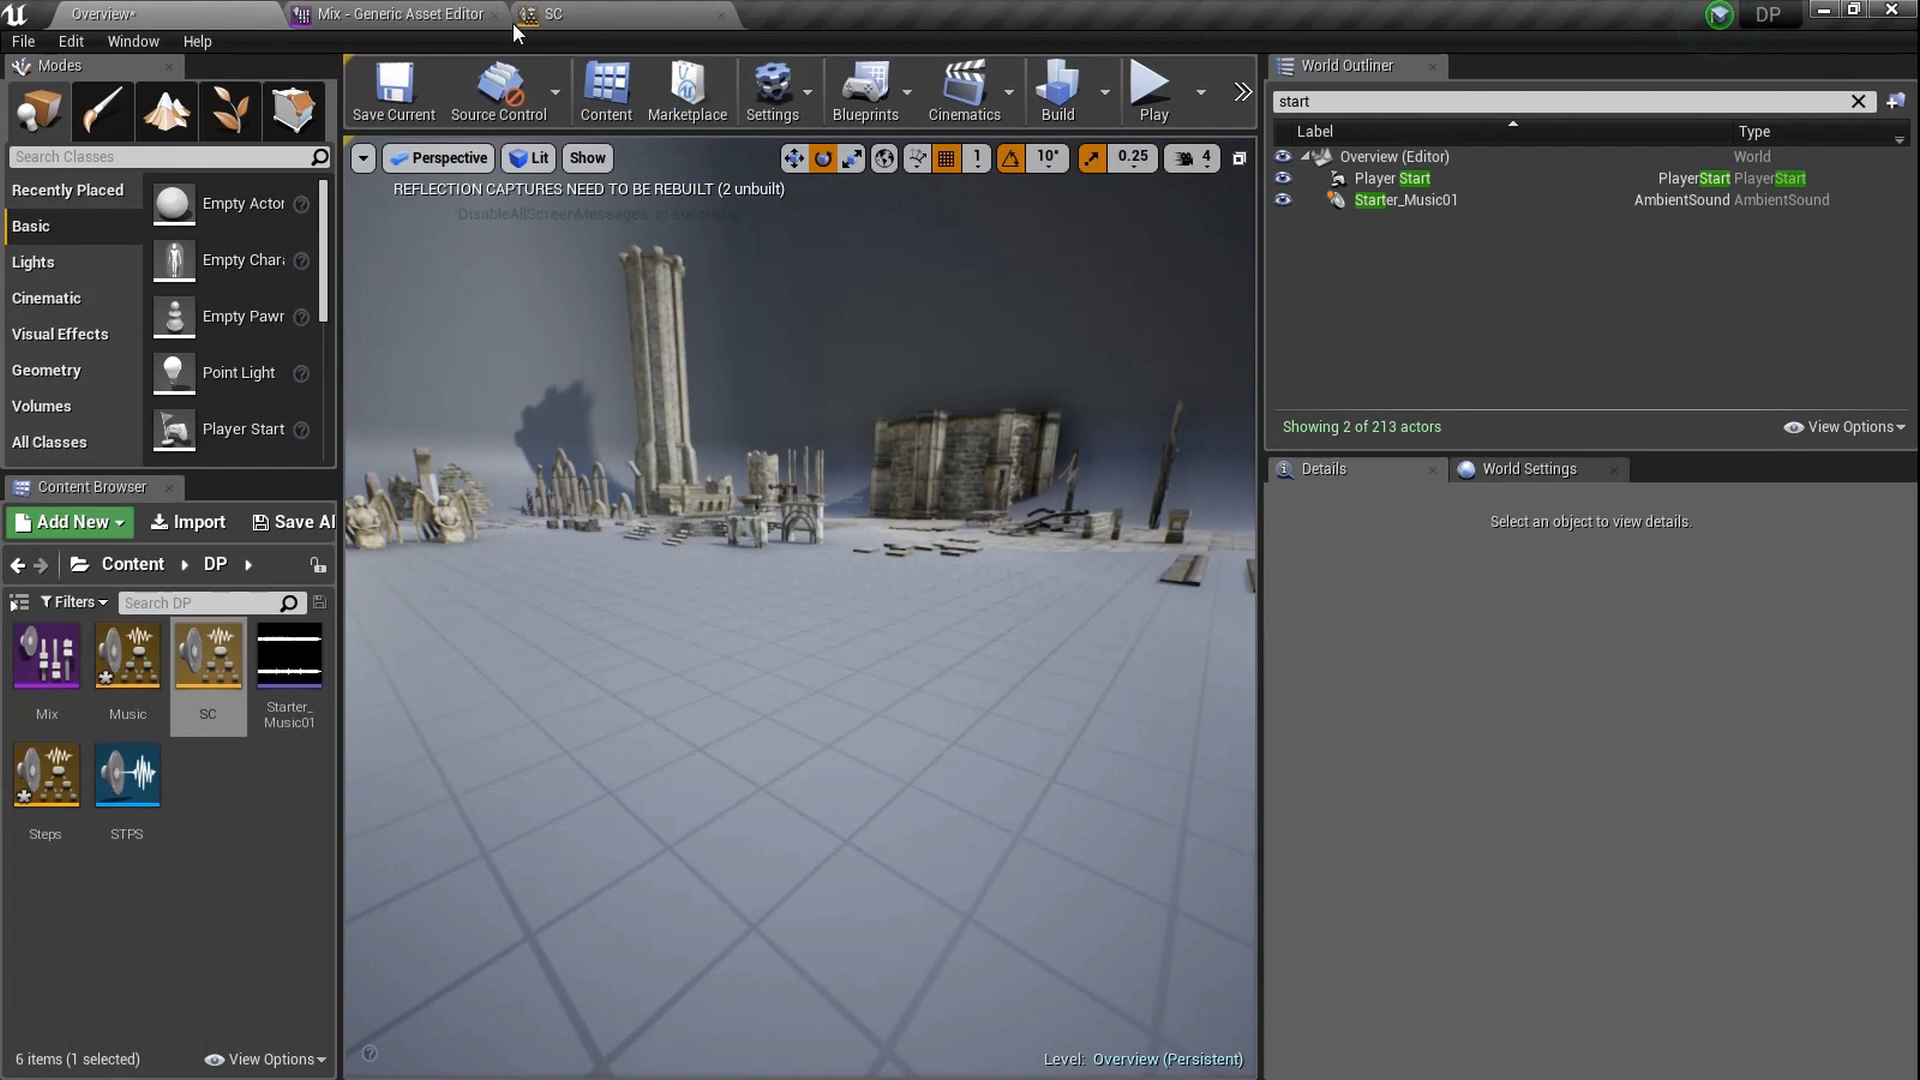 Overview*
Mix - Generic Asset Editor
SC
DP
File Edit Window Help
Modes
Search Classes
Recently Placed
Basic
Lights
Cinematic
Visual Effects
Geometry
Volumes
All Classes
Empty Actor
Empty Chara
Empty Pawn
Point Light
Player Start
Save Current
Source Control
Content
Marketplace
Settings
Blueprints
Cinematics
Build
Play
Perspective Lit Show
1 10° 0.25 4
REFLECTION CAPTURES NEED TO BE REBUILT (2 unbuilt)
'DisableAllScreenMessages' to suppress
Level: Overview (Persistent)
World Outliner
start
Label Type
Overview (Editor) World
Player Start PlayerStart PlayerStart
Starter_Music01 AmbientSound AmbientSound
Showing 2 of 213 actors
View Options
Details
World Settings
Select an object to view details.
Content Browser
Add New Import Save Al
Content DP
Filters Search DP
Mix
Music
SC
Starter_
Music01
Steps
STPS
6 items (1 selected)
View Options